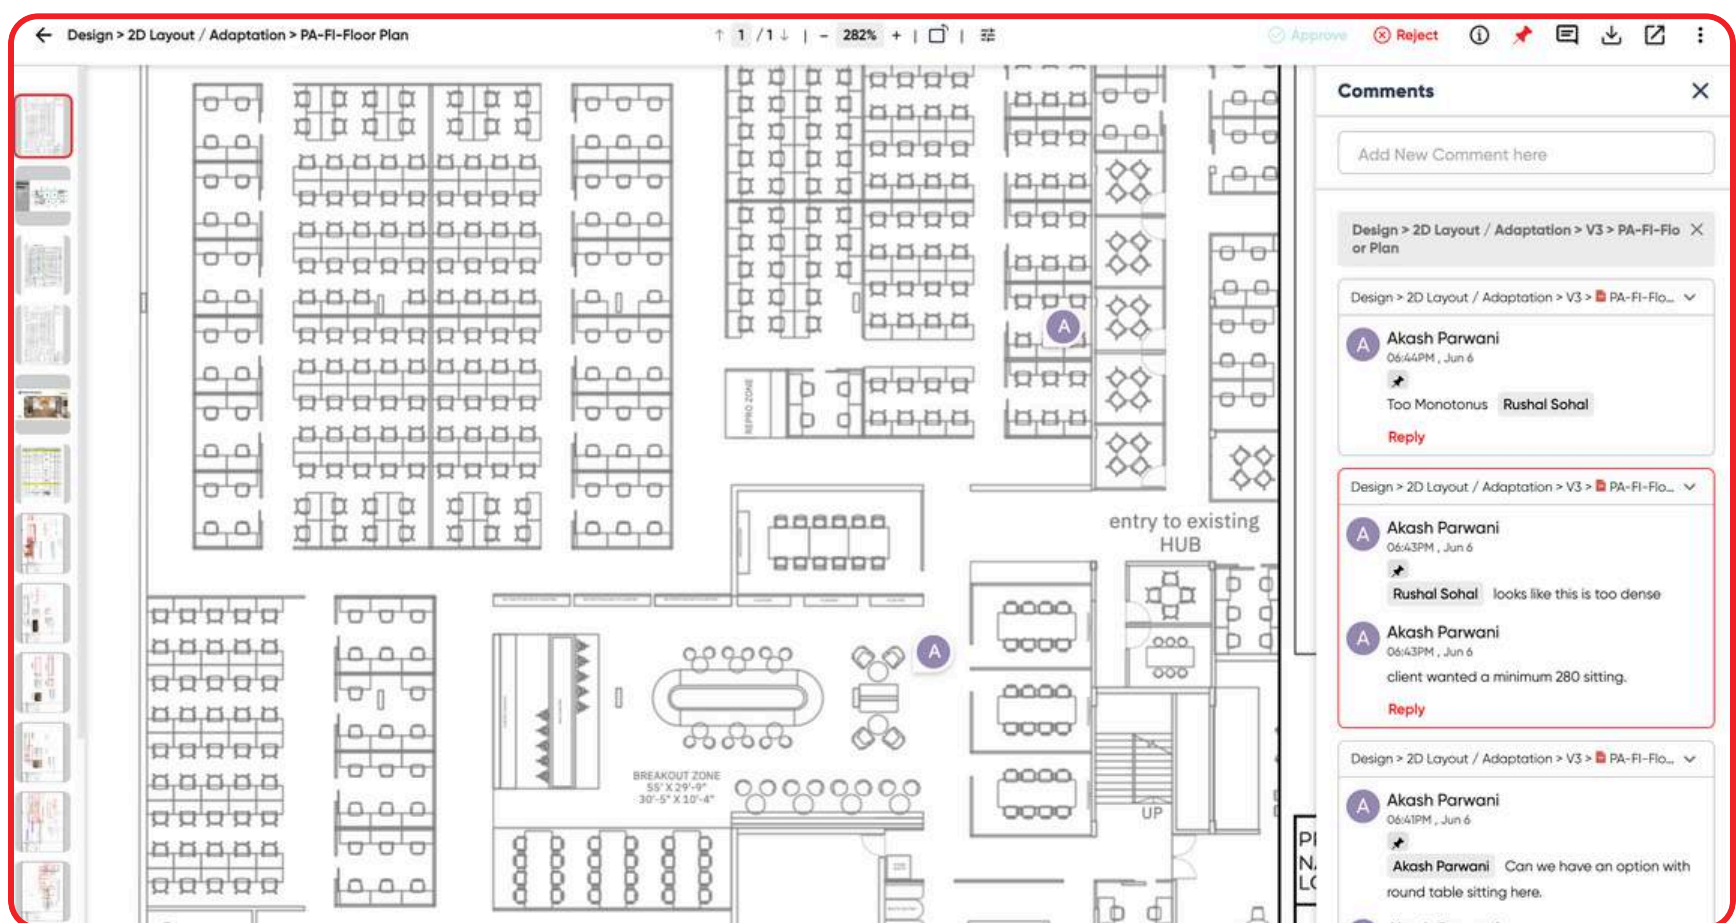 Design > 2D Layout / Adaptation > PA-FI-Floor Plan
1 / 1
282%
Approve
Reject
REPRO ZONE
entry to existing
HUB
BREAKOUT ZONE
55' X 29'-9"
30'-5" X 10'-4"
UP
A
A
Comments
Add New Comment here
Design > 2D Layout / Adaptation > V3 > PA-FI-Flo
or Plan
Design > 2D Layout / Adaptation > V3 > PA-FI-Flo...
A
Akash Parwani
06:44PM , Jun 6
Too Monotonus Rushal Sohal
Reply
Design > 2D Layout / Adaptation > V3 > PA-FI-Flo...
A
Akash Parwani
06:43PM , Jun 6
Rushal Sohal looks like this is too dense
A
Akash Parwani
06:43PM , Jun 6
client wanted a minimum 280 sitting.
Reply
Design > 2D Layout / Adaptation > V3 > PA-FI-Flo...
A
Akash Parwani
06:41PM , Jun 6
Akash Parwani Can we have an option with
round table sitting here.